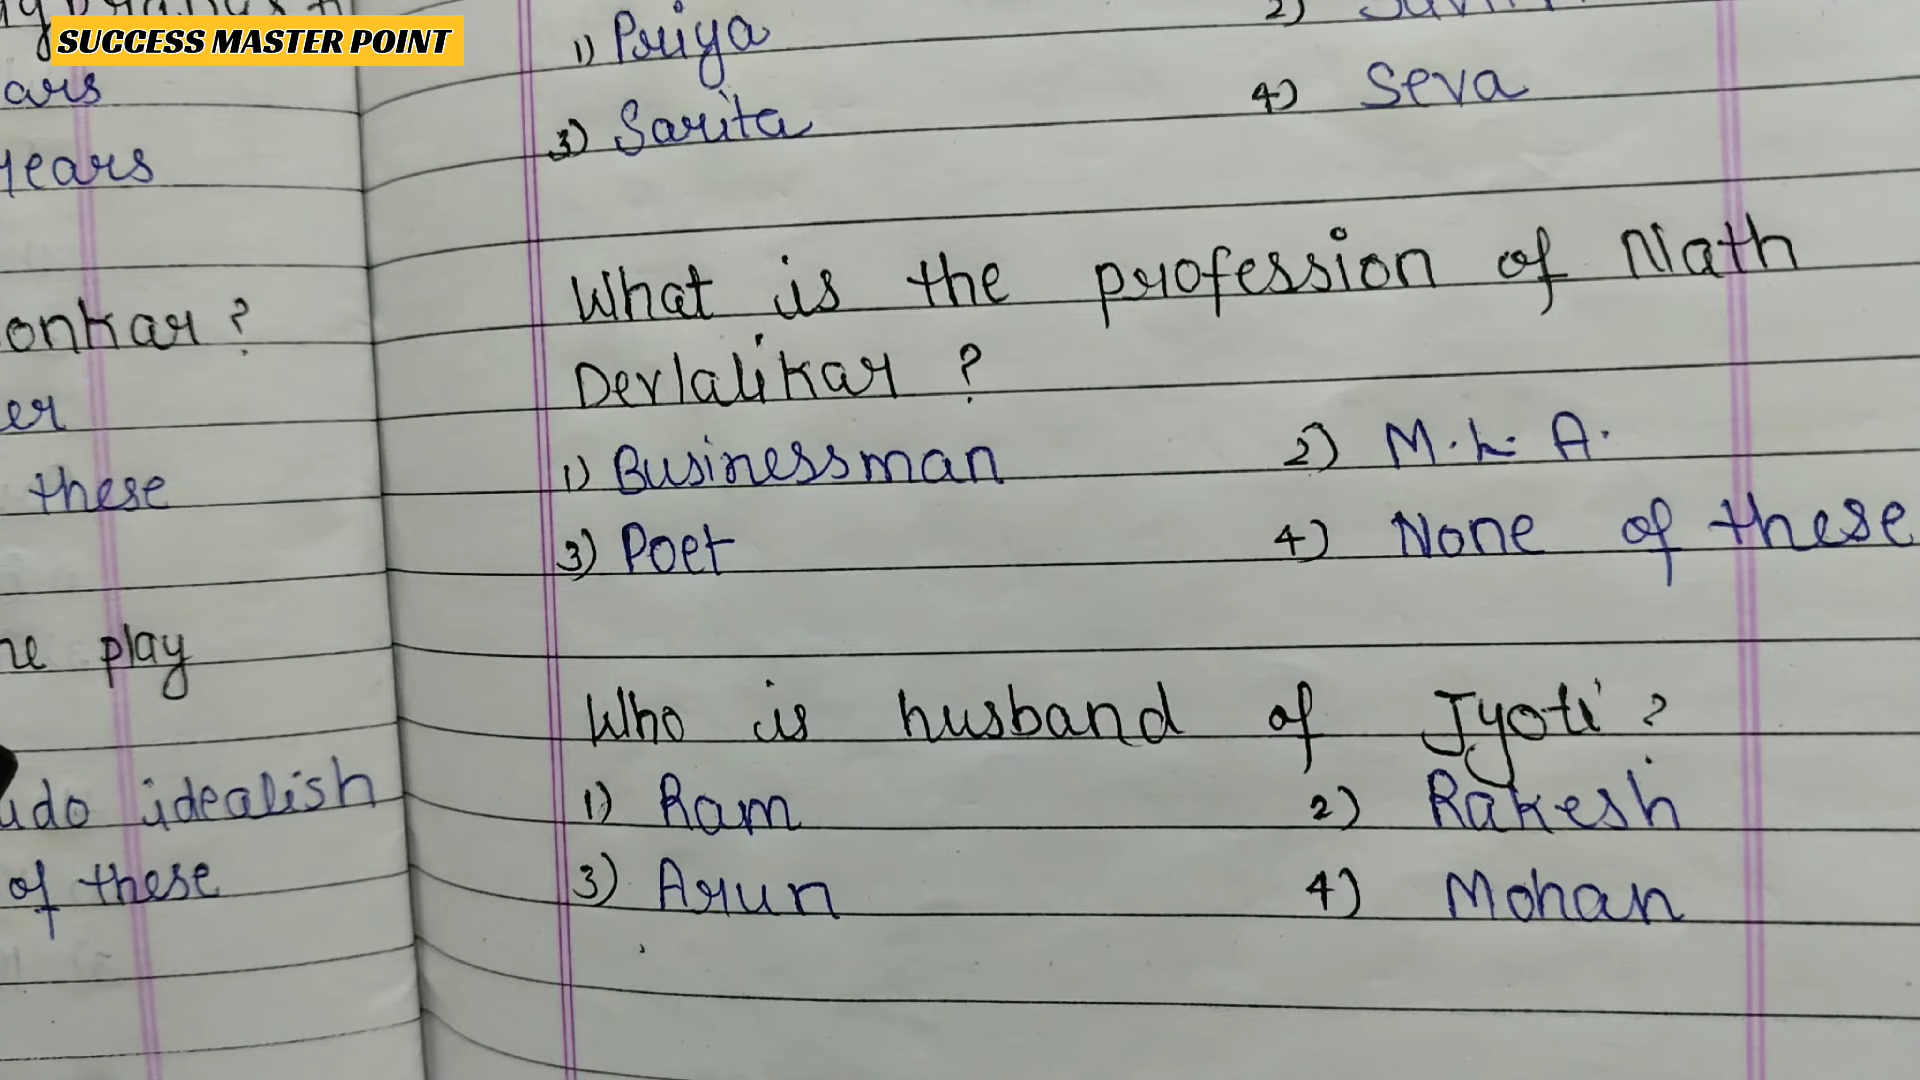 SUCCESS MASTER POINT
ars
years
onkar ?
er
these
play
udo idealish
of these
1) Priya 2)
3) Sarita 4) Seva
What is the profession of Nath
Devlalikar ?
1) Businessman 2) M.L.A.
3) Poet 4) None of these
Who is husband of Jyoti ?
1) Ram 2) Rakesh
3) Arun 4) Mohan